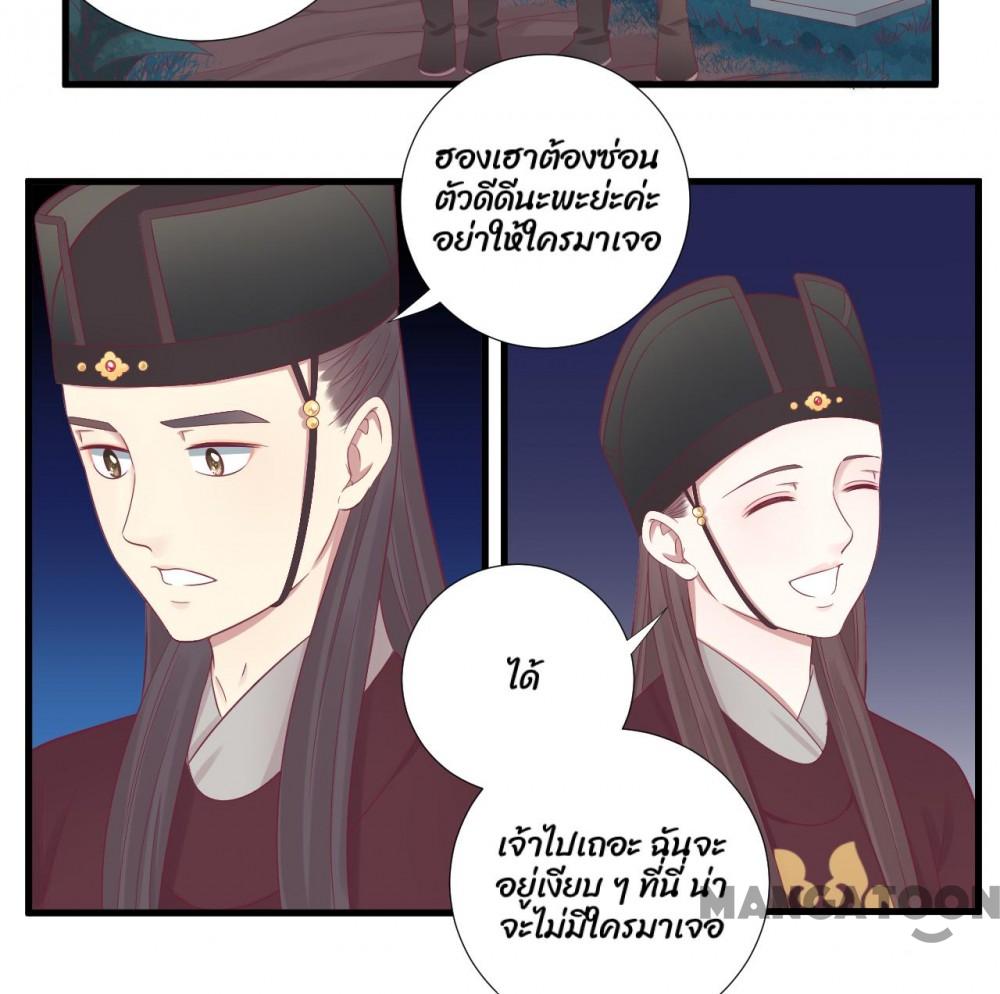 ฮองเฮาต้องซ่อน
ตัวดีดีนะพะย่ะค่ะ
อย่าให้ใครมาเจอ
ได้
เจ้าไปเถอะ ฉันจะ
อยู่เงียบ ๆ ที่นี่ น่า
จะไม่มีใครมาเจอ
MANGATOON